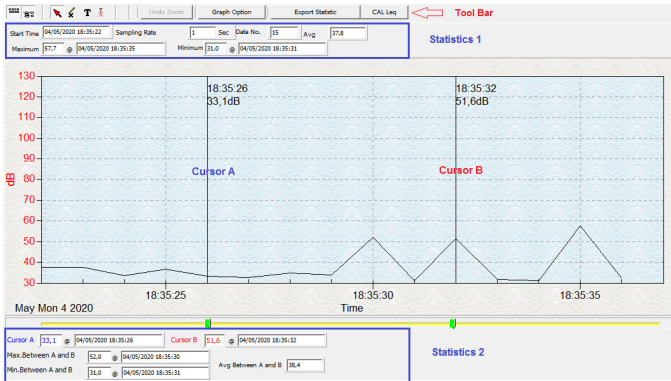 T Undo Zoom Graph Option Export Statistic CAL Leq Tool Bar
Start Time 04/05/2020 18:35:22 Sampling Rate 1 Sec Data No. 15 Avg 37,8
Maximum 57,7 @ 04/05/2020 18:35:35 Minimum 31,0 @ 04/05/2020 18:35:31
Statistics 1
130
120
110
100
90
80
70
60
50
40
30
dB
18:35:26
33,1dB
18:35:32
51,6dB
Cursor A
Cursor B
18:35:25 18:35:30 18:35:35
May Mon 4 2020 Time
Cursor A 33,1 @ 04/05/2020 18:35:26 Cursor B 51,6 @ 04/05/2020 18:35:32
Max.Between A and B 52,0 @ 04/05/2020 18:35:30
Min.Between A and B 31,0 @ 04/05/2020 18:35:31
Avg Between A and B 38,4
Statistics 2